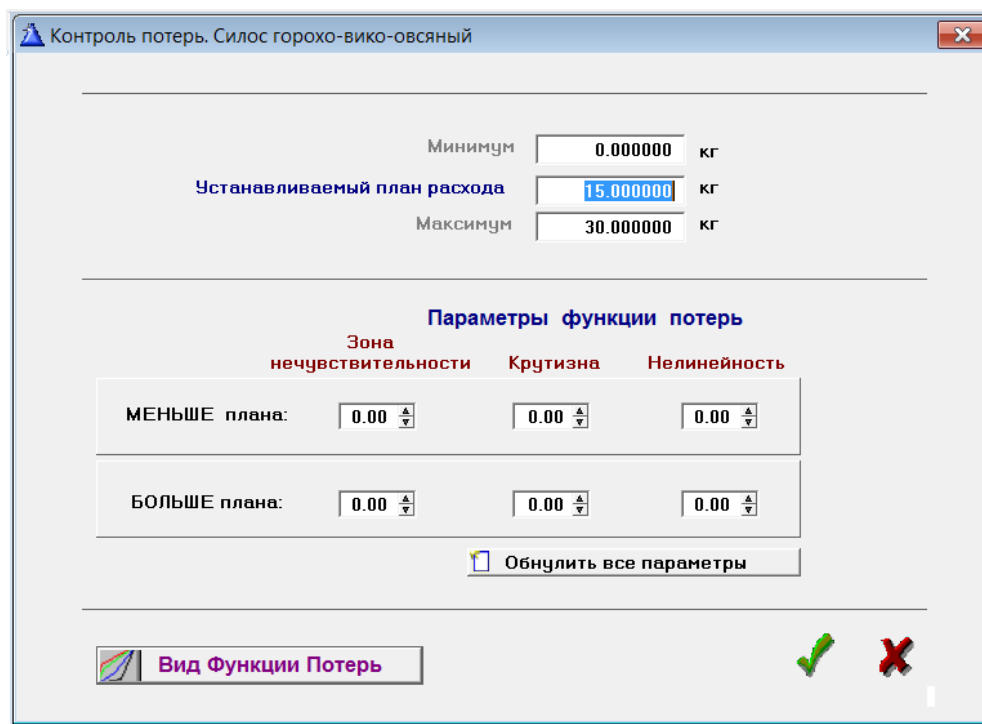 Контроль потерь. Силос горохо-вико-овсяный
Минимум 0.000000 кг
Устанавливаемый план расхода 15.000000 кг
Максимум 30.000000 кг
Параметры функции потерь
Зона
нечувствительности Крутизна Нелинейность
МЕНЬШЕ плана: 0.00 0.00 0.00
БОЛЬШЕ плана: 0.00 0.00 0.00
Обнулить все параметры
Вид Функции Потерь